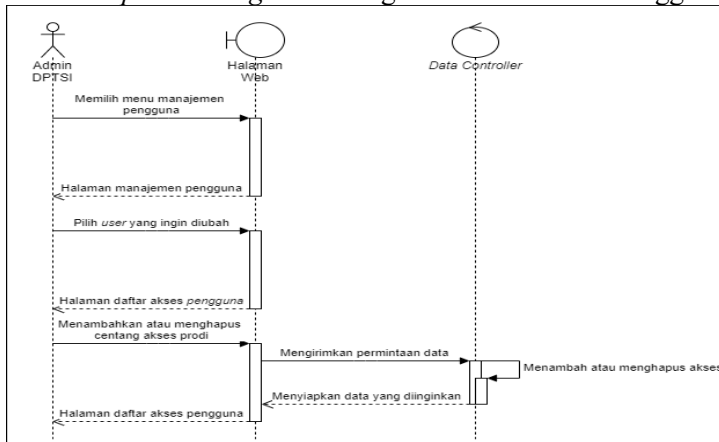 Admin
DPTSI
Halaman
Web
Data Controller
Memilih menu manajemen
pengguna
Halaman manajemen pengguna
Pilih user yang ingin diubah
Halaman daftar akses pengguna
Menambahkan atau menghapus
centang akses prodi
Mengirimkan permintaan data
Menambah atau menghapus akses
Menyiapkan data yang diinginkan
Halaman daftar akses pengguna